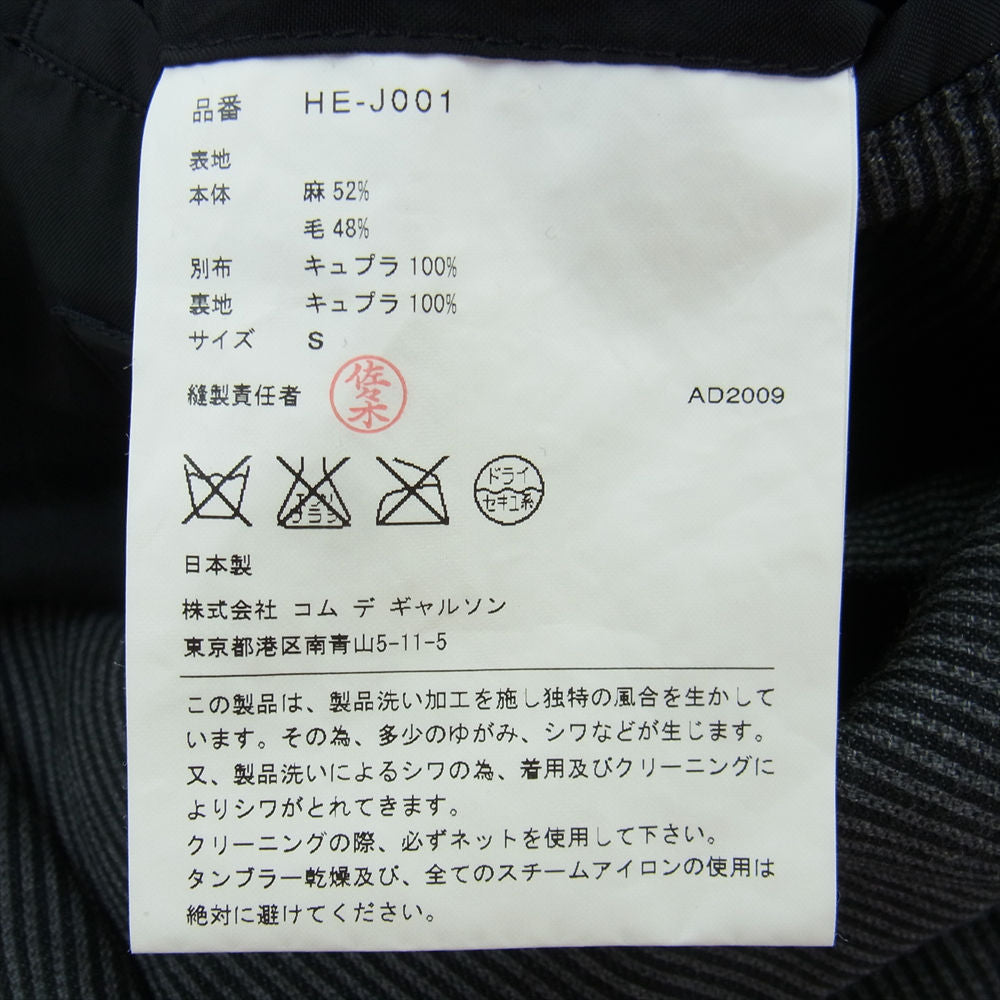 品番 HE-J001
表地
本体 麻 52%
毛 48%
別布 キュプラ 100%
裏地 キュプラ 100%
サイズ S
縫製責任者 佐々木 AD2009
エンソ
サラシ
ドライ
セキユ系
日本製
株式会社 コム デ ギャルソン
東京都港区南青山5-11-5
この製品は、製品洗い加工を施し独特の風合を生かして
います。その為、多少のゆがみ、シワなどが生じます。
又、製品洗いによるシワの為、着用及びクリーニングに
よりシワがとれてきます。
クリーニングの際、必ずネットを使用して下さい。
タンブラー乾燥及び、全てのスチームアイロンの使用は
絶対に避けてください。